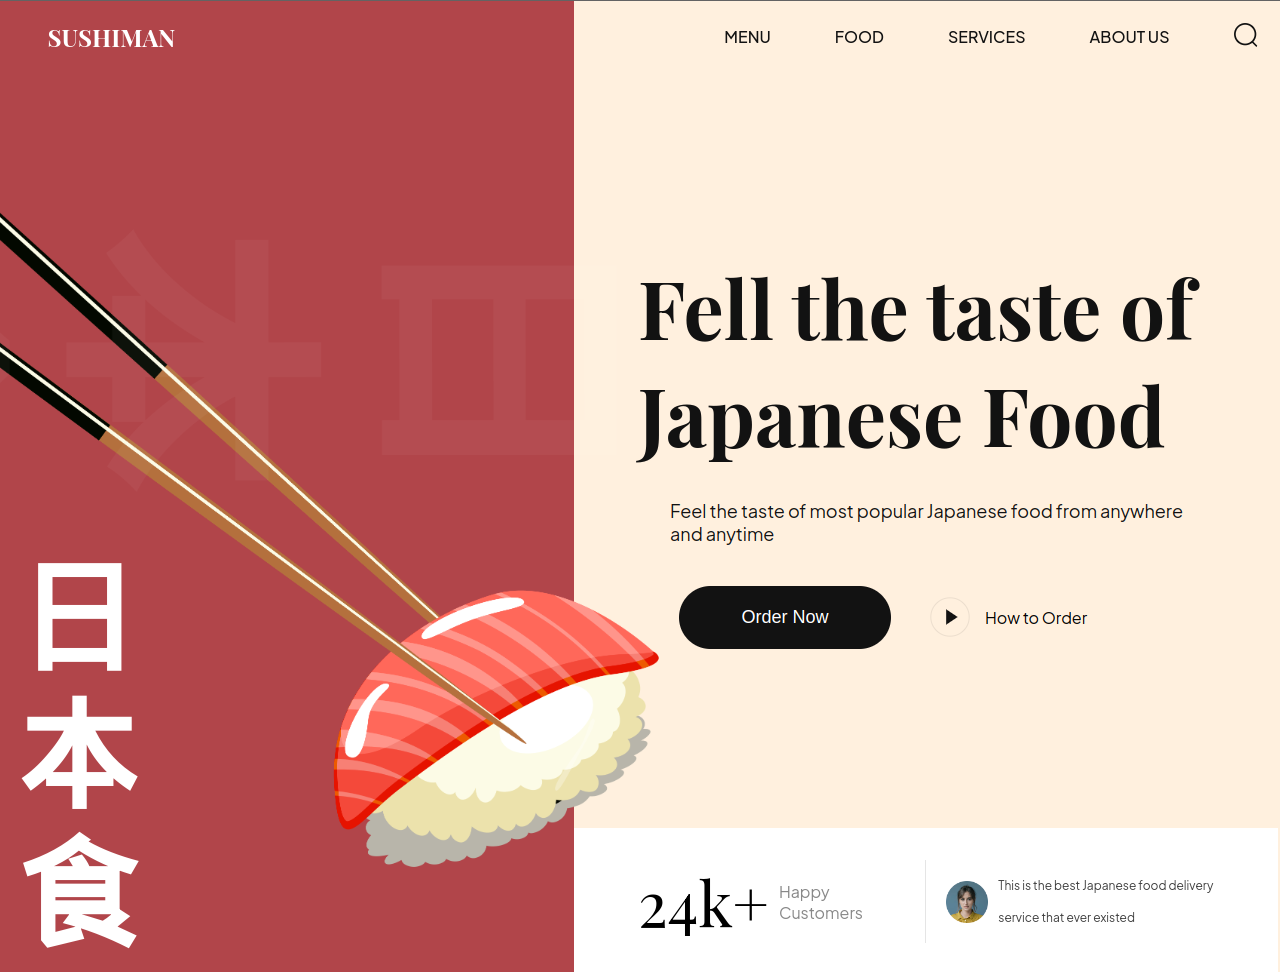 SUSHIMAN
MENU
FOOD
SERVICES
ABOUT US
Fell the taste of
Japanese Food
Feel the taste of most popular Japanese food from anywhere
and anytime
Order Now
How to Order
日
本
食
24k+
Happy
Customers
This is the best Japanese food delivery
service that ever existed